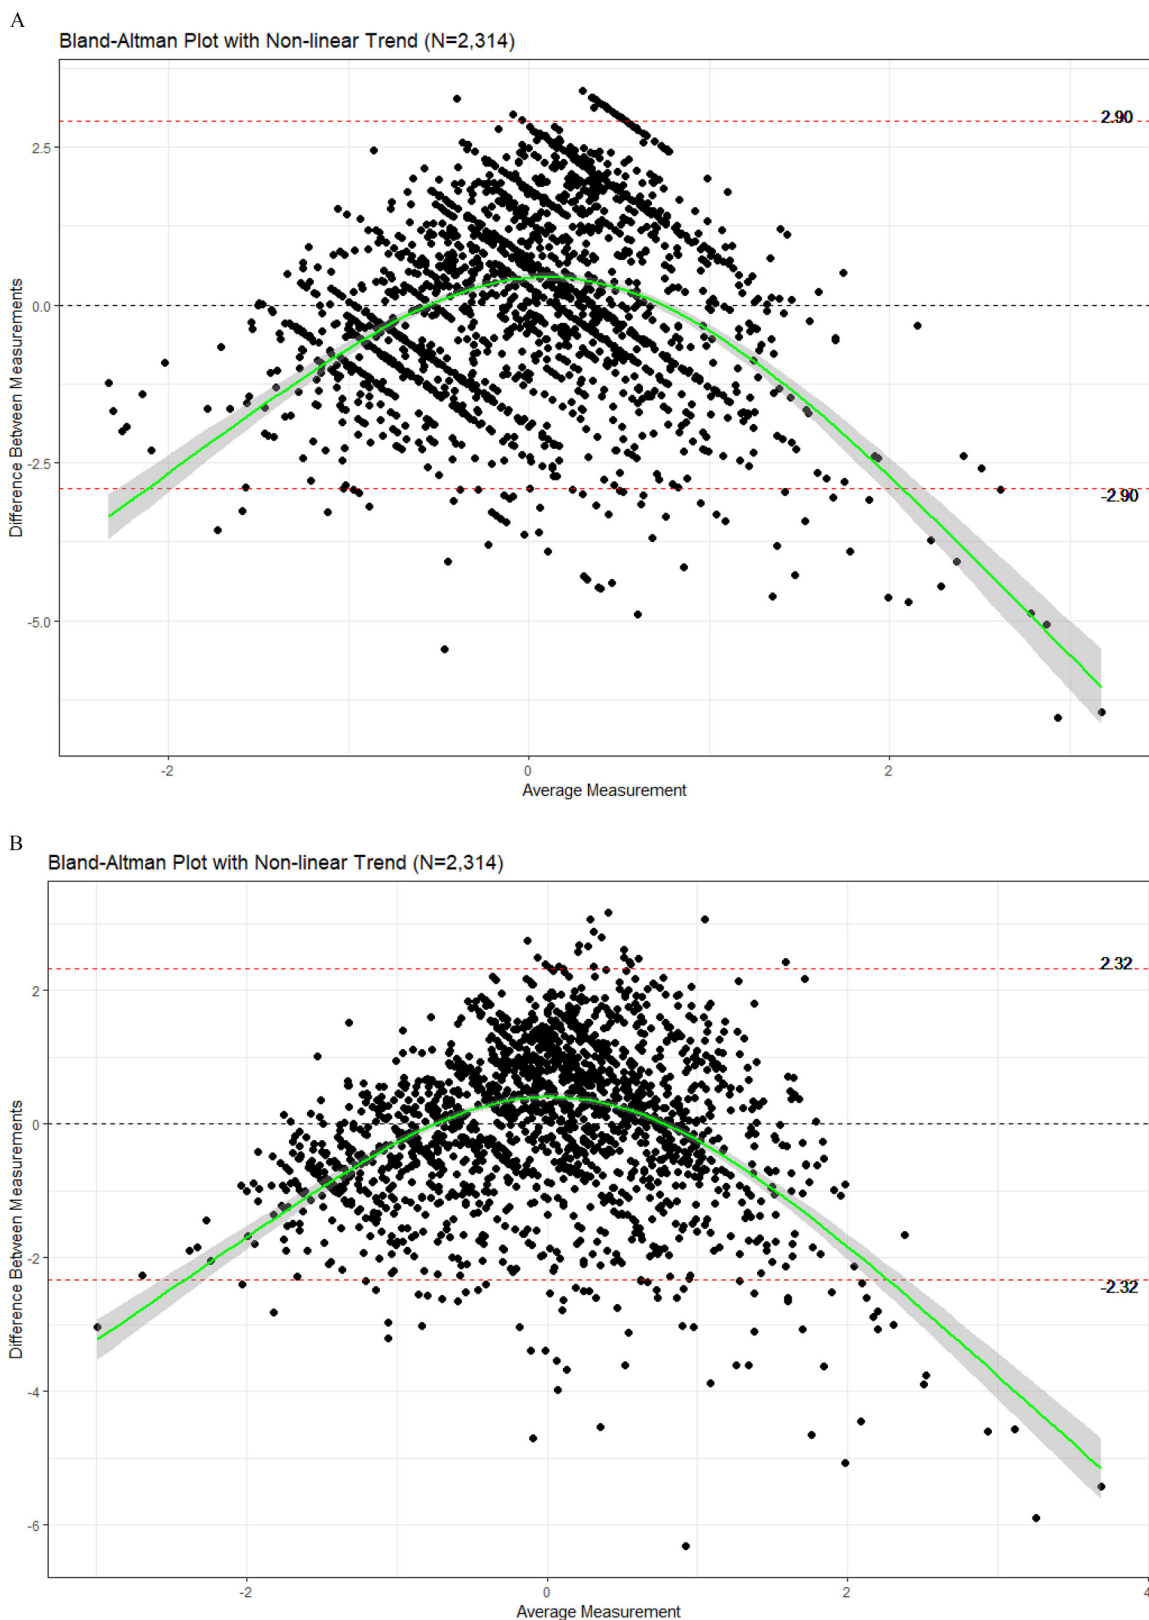 A
Bland-Altman Plot with Non-linear Trend (N=2,314)
2.90
2.5
0.0
-2.5
-2.90
-5.0
Difference Between Measurements
-2
0
2
Average Measurement
B
Bland-Altman Plot with Non-linear Trend (N=2,314)
2.32
2
0
-2
-2.32
-4
-6
Difference Between Measurements
-2
0
2
4
Average Measurement